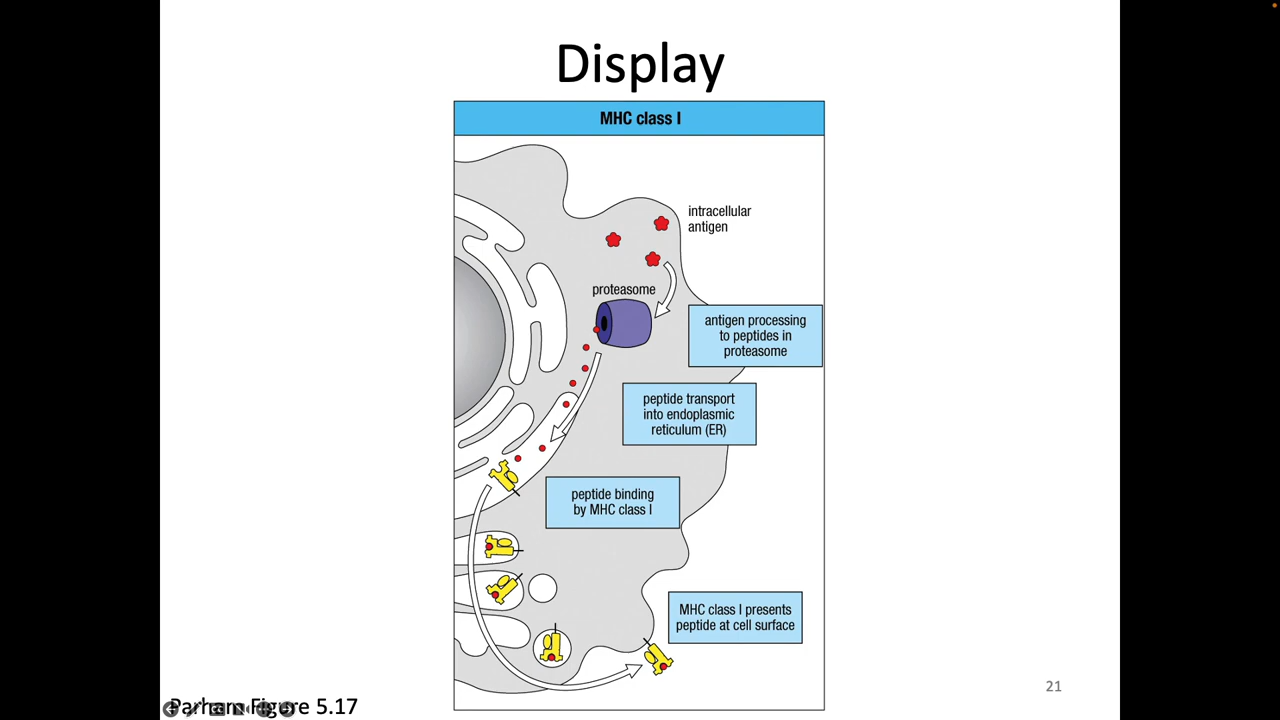 Display
MHC class I
intracellular
antigen
proteasome
antigen processing
to peptides in
proteasome
peptide transport
into endoplasmic
reticulum (ER)
peptide binding
by MHC class I
MHC class I presents
peptide at cell surface
Parham Figure 5.17
21